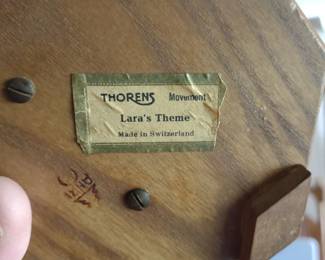 THORENS Movement
Lara's Theme
Made in Switzerland